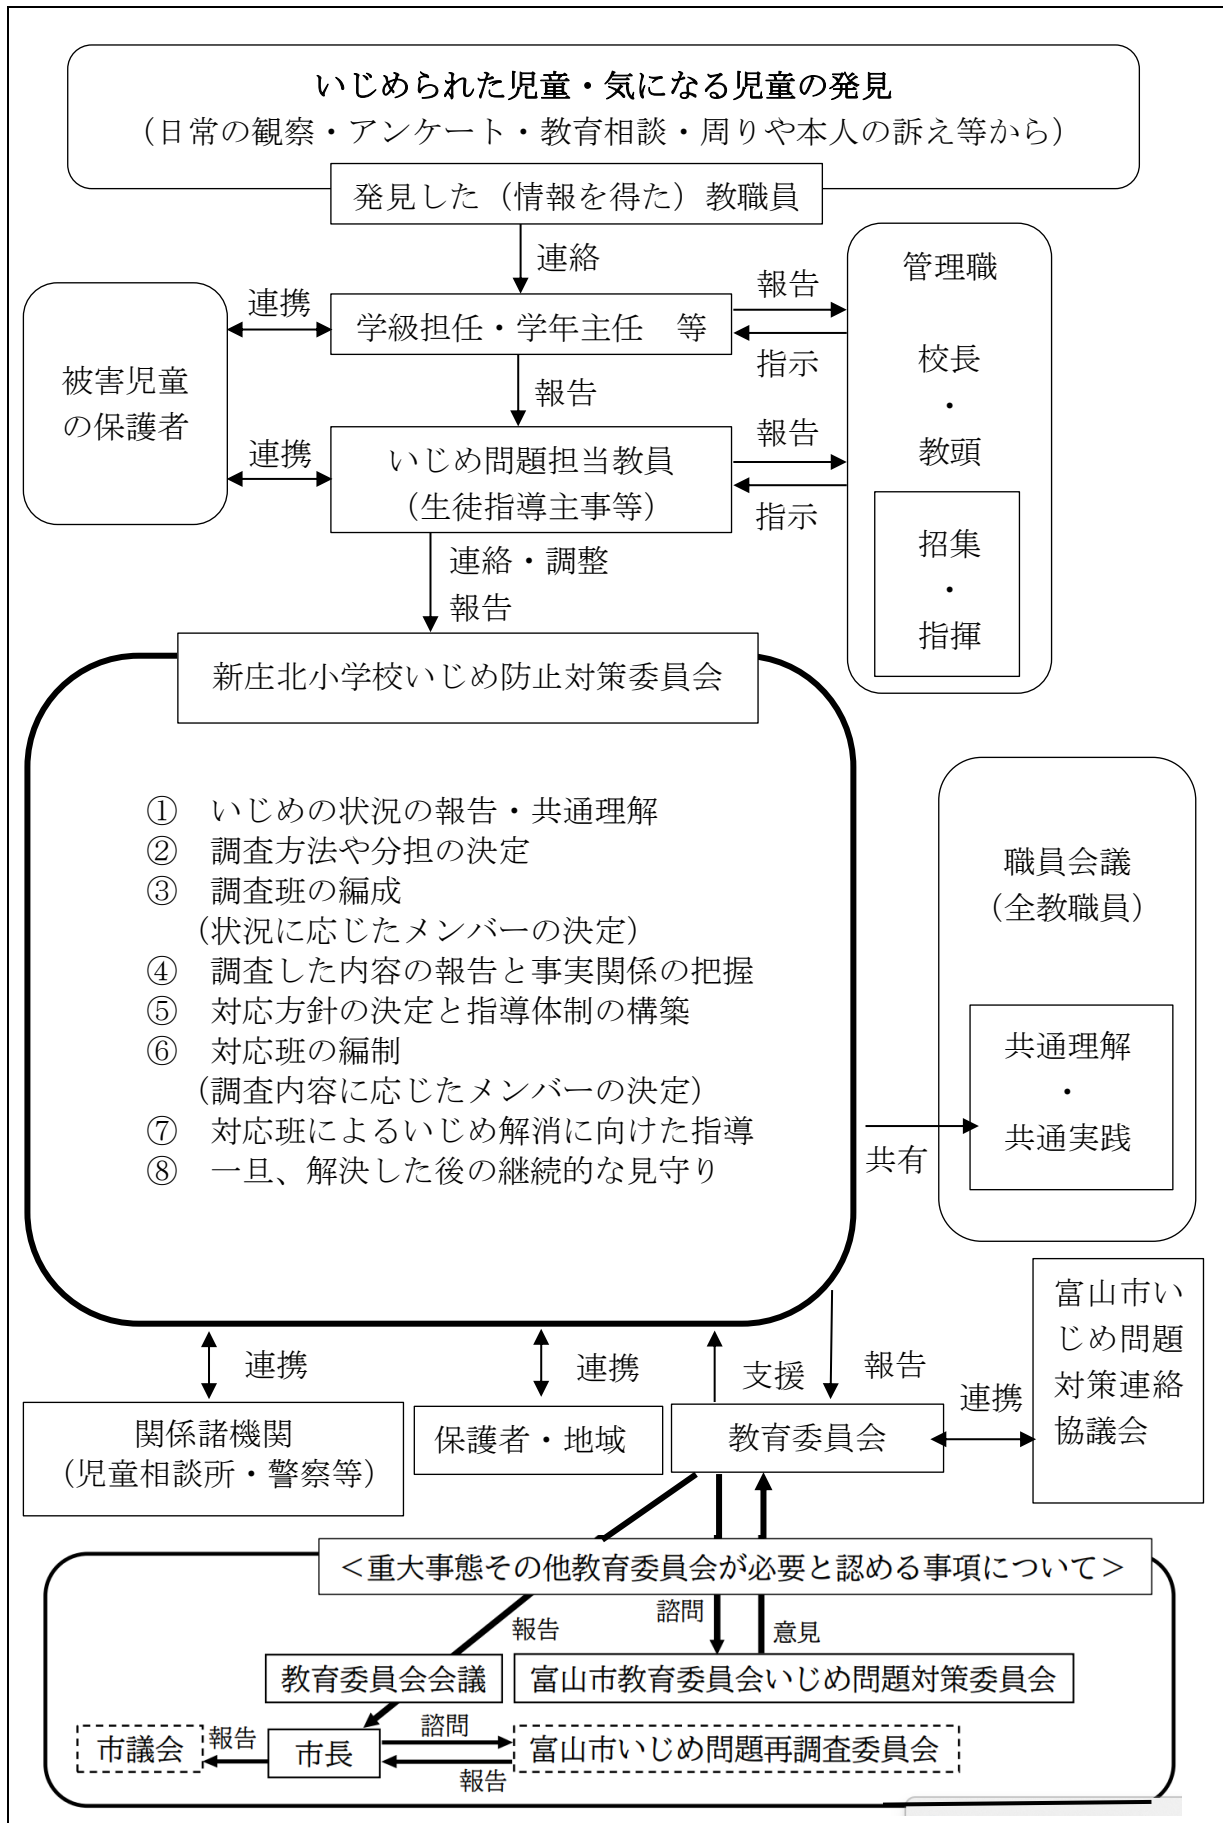 いじめられた児童・気になる児童の発見
（日常の観察・アンケート・教育相談・周りや本人の訴え等から）
発見した（情報を得た）教職員
連絡
管理職
校長
・
教頭
招集
・
指揮
報告
指示
連携
学級担任・学年主任　等
被害児童
の保護者
報告
報告
指示
連携
いじめ問題担当教員
（生徒指導主事等）
連絡・調整
報告
新庄北小学校いじめ防止対策委員会
①　いじめの状況の報告・共通理解
②　調査方法や分担の決定
③　調査班の編成
（状況に応じたメンバーの決定）
④　調査した内容の報告と事実関係の把握
⑤　対応方針の決定と指導体制の構築
⑥　対応班の編制
（調査内容に応じたメンバーの決定）
⑦　対応班によるいじめ解消に向けた指導
⑧　一旦、解決した後の継続的な見守り
共有
職員会議
（全教職員）
共通理解
・
共通実践
連携
連携
支援
報告
関係諸機関
（児童相談所・警察等）
保護者・地域
教育委員会
連携
富山市い
じめ問題
対策連絡
協議会
＜重大事態その他教育委員会が必要と認める事項について＞
報告
諮問
意見
教育委員会会議
富山市教育委員会いじめ問題対策委員会
市議会
報告
市長
諮問
報告
富山市いじめ問題再調査委員会